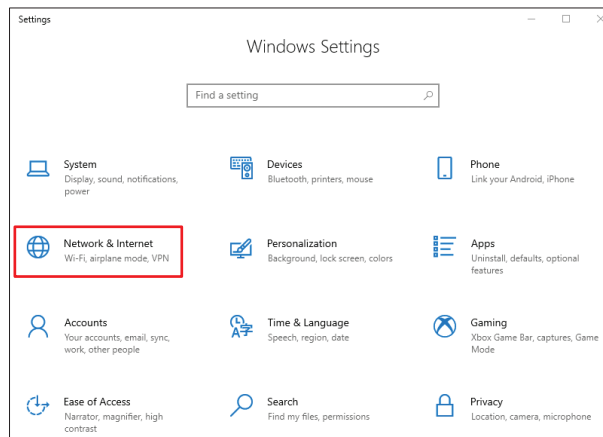 Settings
Windows Settings
Find a setting
System
Display, sound, notifications,
power
Devices
Bluetooth, printers, mouse
Phone
Link your Android, iPhone
Network & Internet
Wi-Fi, airplane mode, VPN
Personalization
Background, lock screen, colors
Apps
Uninstall, defaults, optional
features
Accounts
Your accounts, email, sync,
work, other people
Time & Language
Speech, region, date
Gaming
Xbox Game Bar, captures, Game
Mode
Ease of Access
Narrator, magnifier, high
contrast
Search
Find my files, permissions
Privacy
Location, camera, microphone